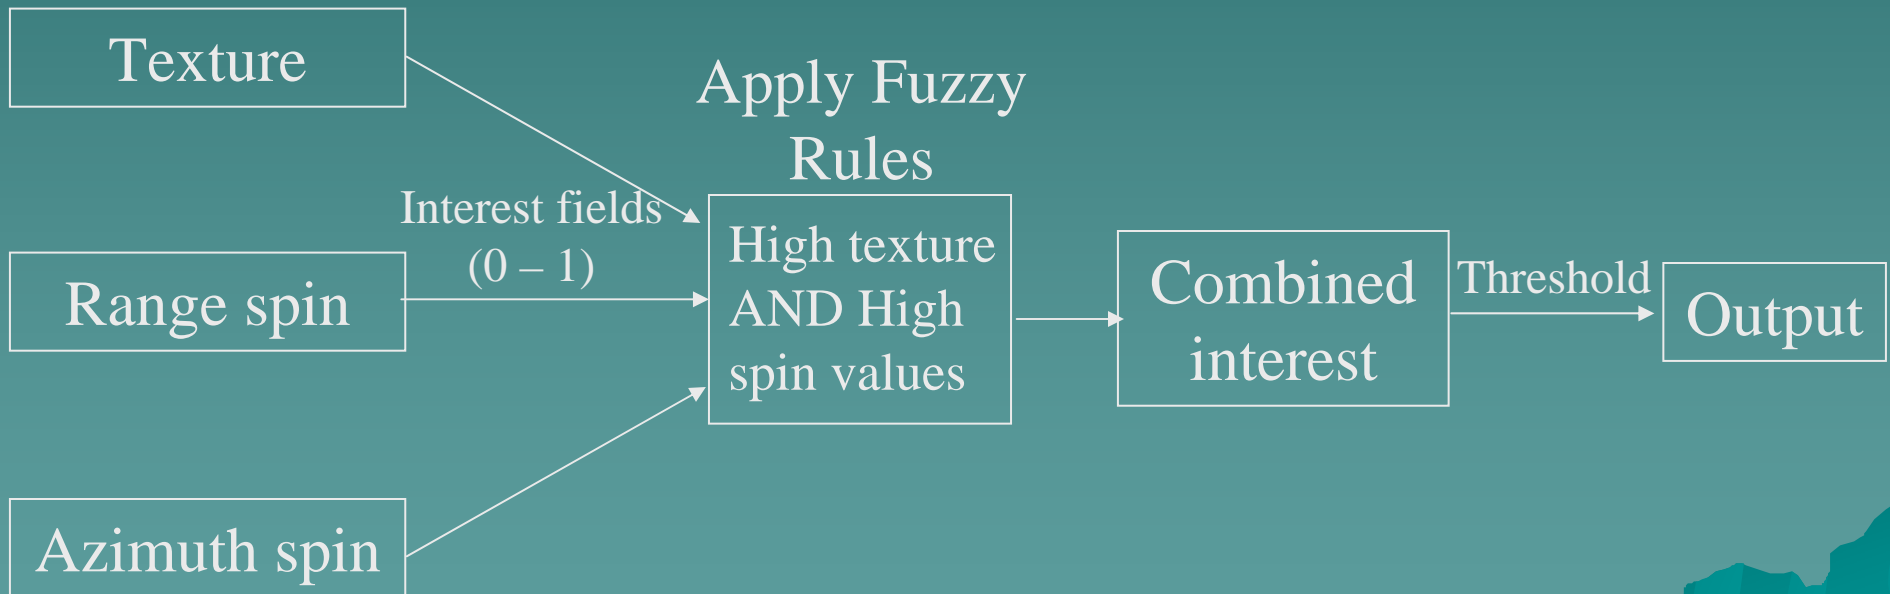 Texture
Apply Fuzzy
Rules
Interest fields
(0 – 1)
Range spin
High texture
AND High
spin values
Combined
interest
Threshold
Output
Azimuth spin